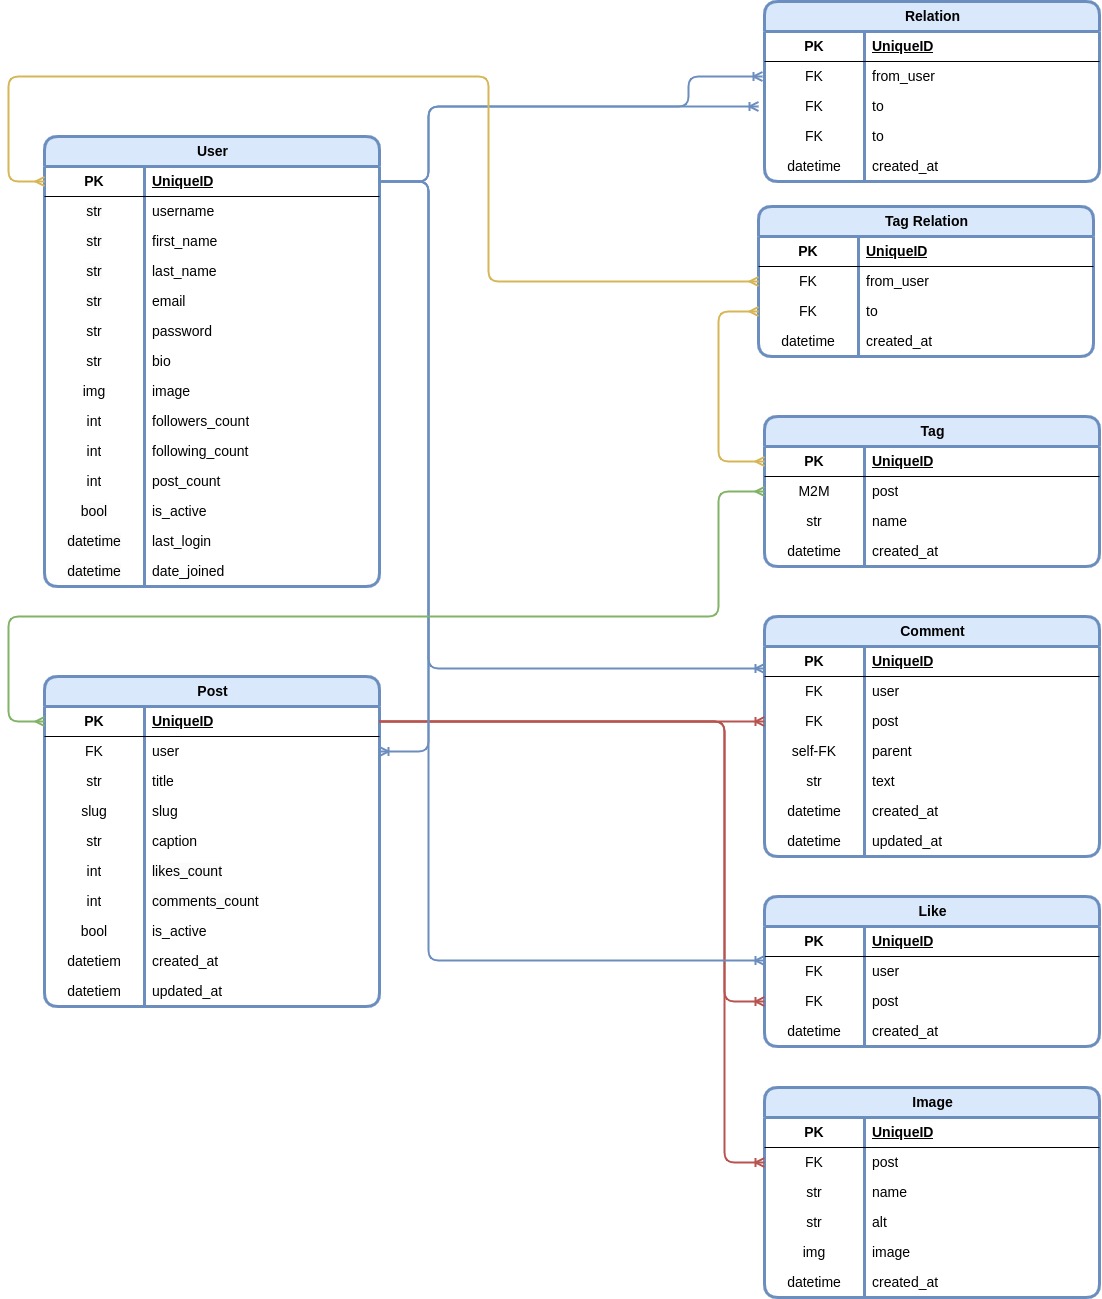 Relation
PK UniqueID
FK from_user
FK to
FK to
datetime created_at
User
PK UniqueID
str username
str first_name
str last_name
str email
str password
str bio
img image
int followers_count
int following_count
int post_count
bool is_active
datetime last_login
datetime date_joined
Tag Relation
PK UniqueID
FK from_user
FK to
datetime created_at
Tag
PK UniqueID
M2M post
str name
datetime created_at
Post
PK UniqueID
FK user
str title
slug slug
str caption
int likes_count
int comments_count
bool is_active
datetiem created_at
datetiem updated_at
Comment
PK UniqueID
FK user
FK post
self-FK parent
str text
datetime created_at
datetime updated_at
Like
PK UniqueID
FK user
FK post
datetime created_at
Image
PK UniqueID
FK post
str name
str alt
img image
datetime created_at